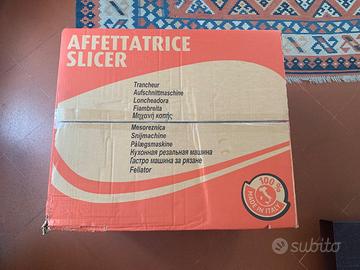 AFFETTATRICE
SLICER
Trancheur
Aufschnittmaschine
Loncheadora
Fiambreita
Μηχανή κοπής
Mesoreznica
Snijmachine
Pålægsmaskine
Кухонная резальная машина
Гастро машина за рязане
Feliator
100%
MADE IN ITALY
subito